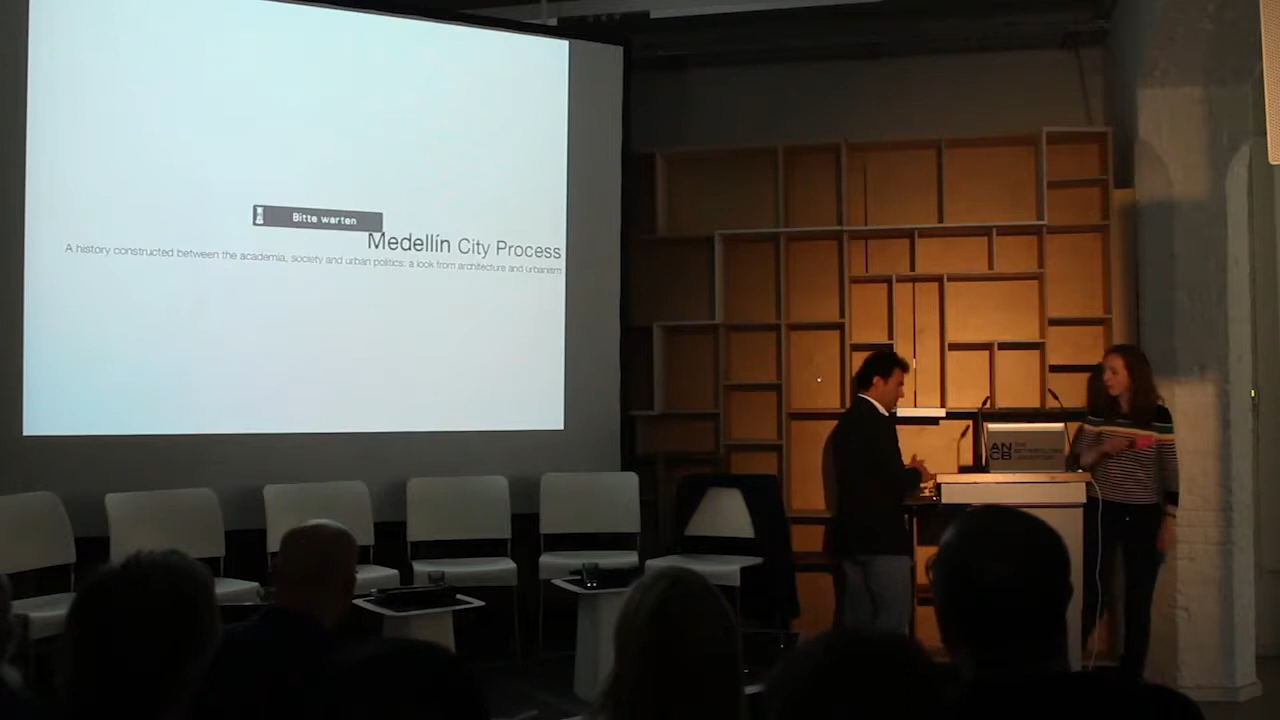 Bitte warten
Medellín City Process
A history constructed between the academia, society and urban politics: a look from architecture and urbanism
AN
CB